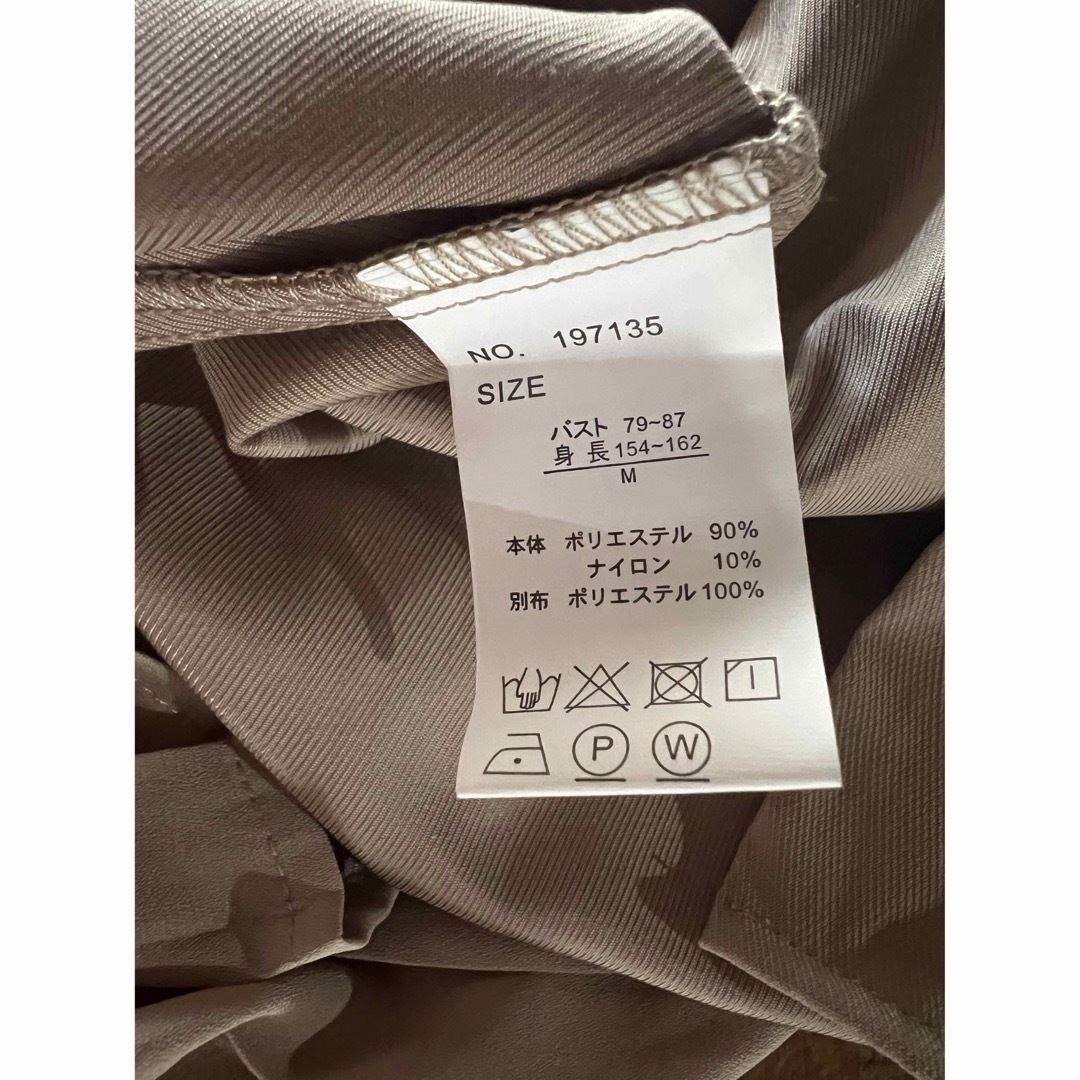 NO. 197135
SIZE
バスト 79~87
身長 154~162
M
本体 ポリエステル 90%
ナイロン 10%
別布 ポリエステル 100%
P W